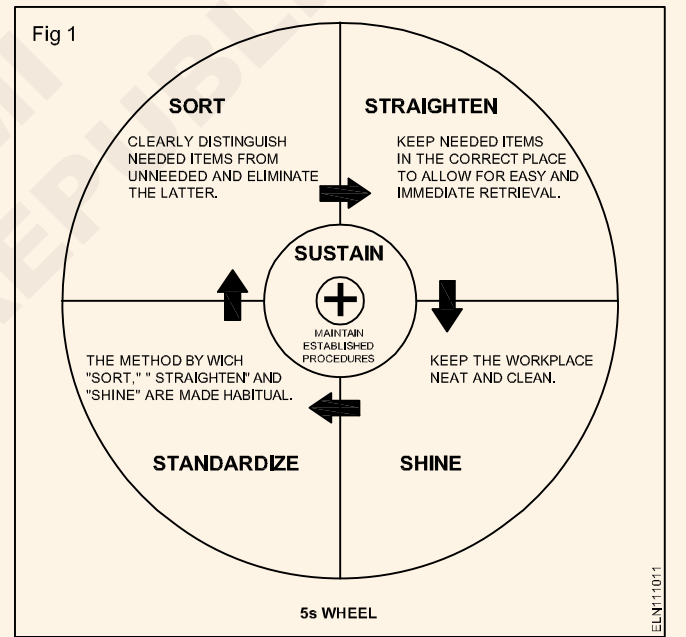 Fig 1
SORT
CLEARLY DISTINGUISH
NEEDED ITEMS FROM
UNNEEDED AND ELIMINATE
THE LATTER.
STRAIGHTEN
KEEP NEEDED ITEMS
IN THE CORRECT PLACE
TO ALLOW FOR EASY AND
IMMEDIATE RETRIEVAL.
SUSTAIN
MAINTAIN
ESTABLISHED
PROCEDURES
THE METHOD BY WICH
"SORT," " STRAIGHTEN" AND
"SHINE" ARE MADE HABITUAL.
STANDARDIZE
KEEP THE WORKPLACE
NEAT AND CLEAN.
SHINE
5s WHEEL
ELN111011